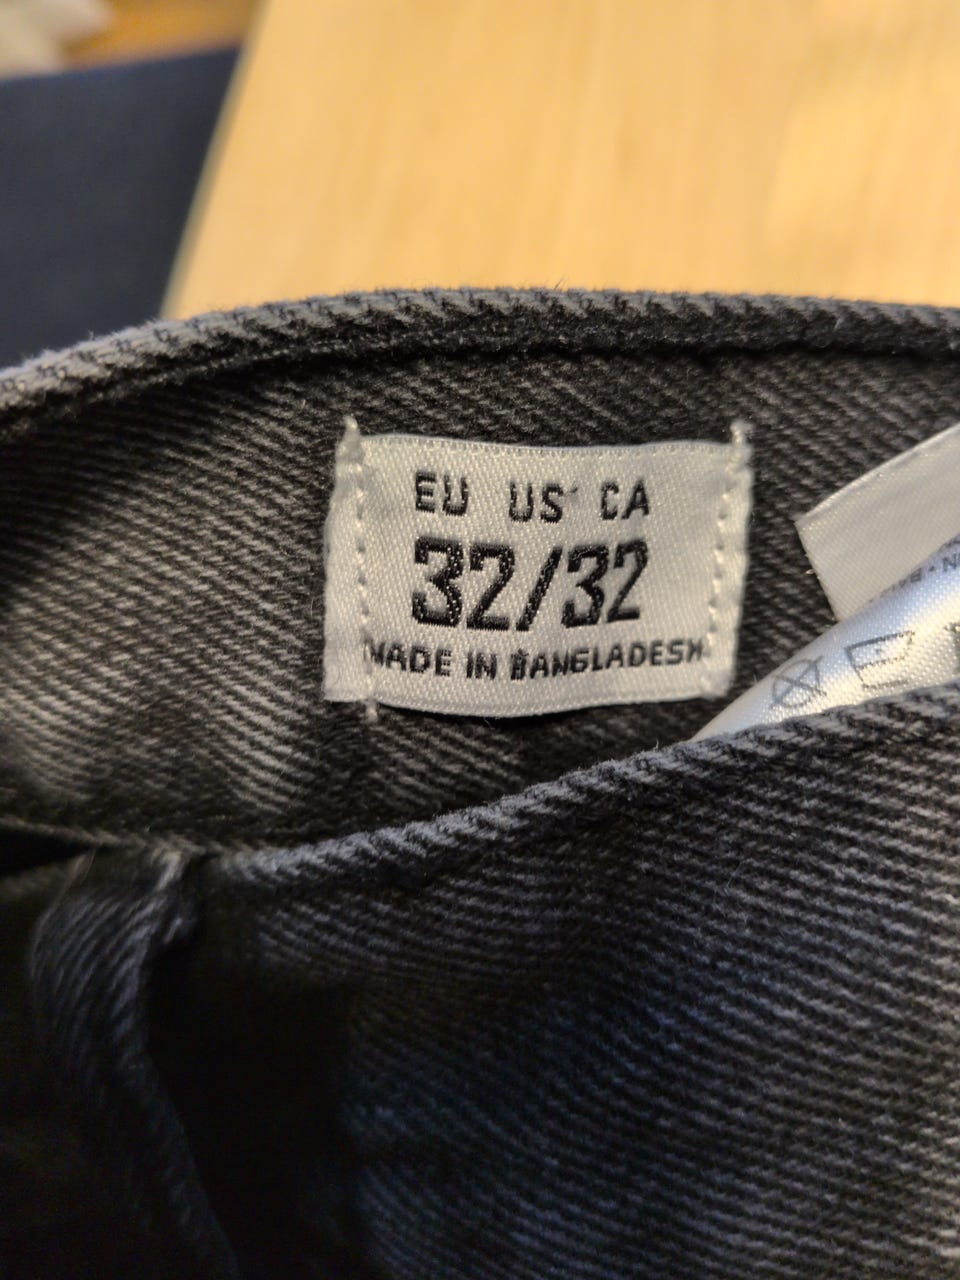 EU US CA
32/32
MADE IN BANGLADESH